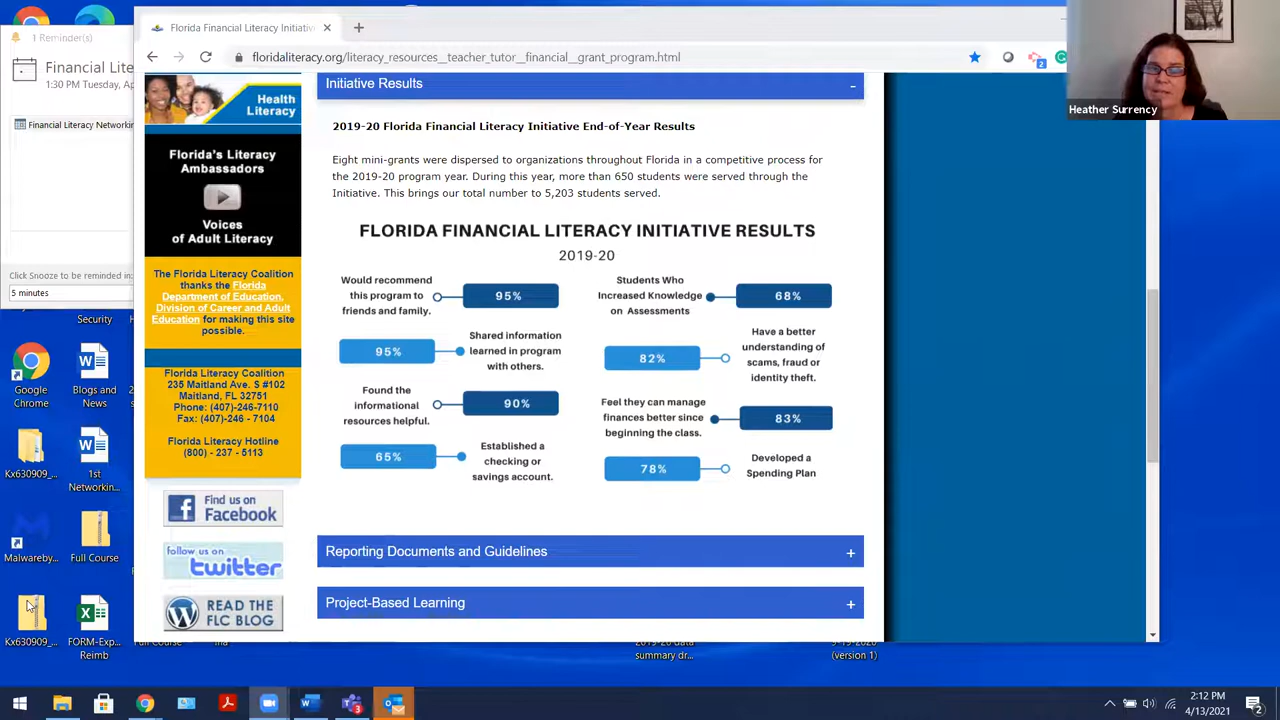 Florida Financial Literacy Initiative
1 Reminder(s)
floridaliteracy.org/literacy_resources__teacher_tutor__financial__grant_program.html
Financial Lite
1:30 PM Tuesday, Ap
Financial Literacy Networkin
Click Snooze to be reminded in:
5 minutes
Heather Surrency
Health
Literacy
Florida's Literacy
Ambassadors
Voices
of Adult Literacy
The Florida Literacy Coalition
thanks the Florida
Department of Education,
Division of Career and Adult
Education for making this site
possible.
Florida Literacy Coalition
235 Maitland Ave. S #102
Maitland, FL 32751
Phone: (407)-246-7110
Fax: (407)-246 - 7104
Florida Literacy Hotline
(800) - 237 - 5113
Find us on
Facebook
follow us on
twitter
READ THE
FLC BLOG
Initiative Results
2019-20 Florida Financial Literacy Initiative End-of-Year Results
Eight mini-grants were dispersed to organizations throughout Florida in a competitive process for
the 2019-20 program year. During this year, more than 650 students were served through the
Initiative. This brings our total number to 5,203 students served.
FLORIDA FINANCIAL LITERACY INITIATIVE RESULTS
2019-20
Would recommend
this program to
friends and family.
95%
95%
Shared information
learned in program
with others.
Found the
informational
resources helpful.
90%
65%
Established a
checking or
savings account.
Students Who
Increased Knowledge
on Assessments
68%
82%
Have a better
understanding of
scams, fraud or
identity theft.
Feel they can manage
finances better since
beginning the class.
83%
78%
Developed a
Spending Plan
Reporting Documents and Guidelines
Project-Based Learning
Security
Google
Chrome
Blogs and
News
Kx630909_...
1st
Networkin...
Malwareby...
Full Course
Kx630909_...
FORM-Exp...
Reimb
summary dr...
(version 1)
2:12 PM
4/13/2021